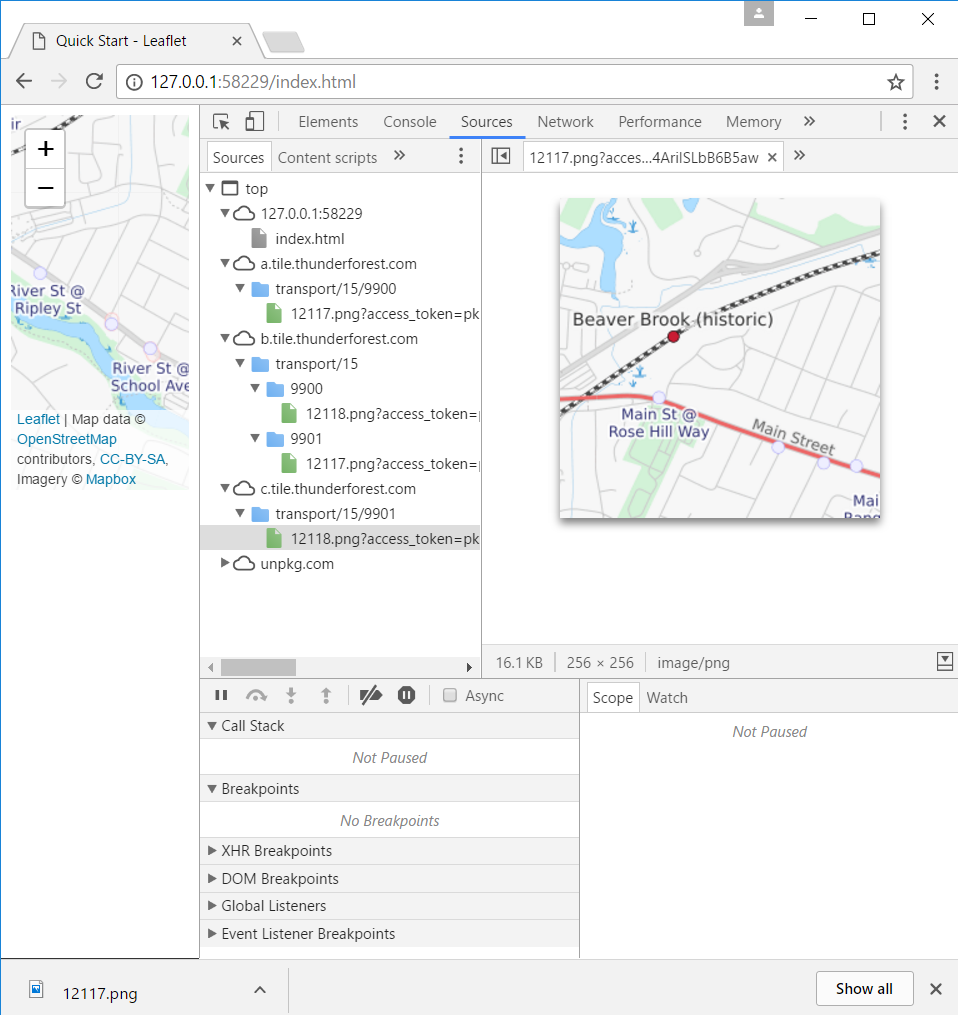 Quick Start - Leaflet
127.0.0.1:58229/index.html
ir
+
−
River St @
Ripley St
River St @
School Ave
Leaflet | Map data ©
OpenStreetMap
contributors, CC-BY-SA,
Imagery © Mapbox
Elements Console Sources Network Performance Memory »
Sources Content scripts »
top
127.0.0.1:58229
index.html
a.tile.thunderforest.com
transport/15/9900
12117.png?access_token=pk
b.tile.thunderforest.com
transport/15
9900
12118.png?access_token=p
9901
12117.png?access_token=p
c.tile.thunderforest.com
transport/15/9901
12118.png?access_token=pk
unpkg.com
12117.png?acces...4ArilSLbB6B5aw × »
Beaver Brook (historic)
Main St @
Rose Hill Way
Main Street
Mai
16.1 KB 256 × 256 image/png
Async
Call Stack
Not Paused
Breakpoints
No Breakpoints
XHR Breakpoints
DOM Breakpoints
Global Listeners
Event Listener Breakpoints
Scope Watch
Not Paused
12117.png
Show all